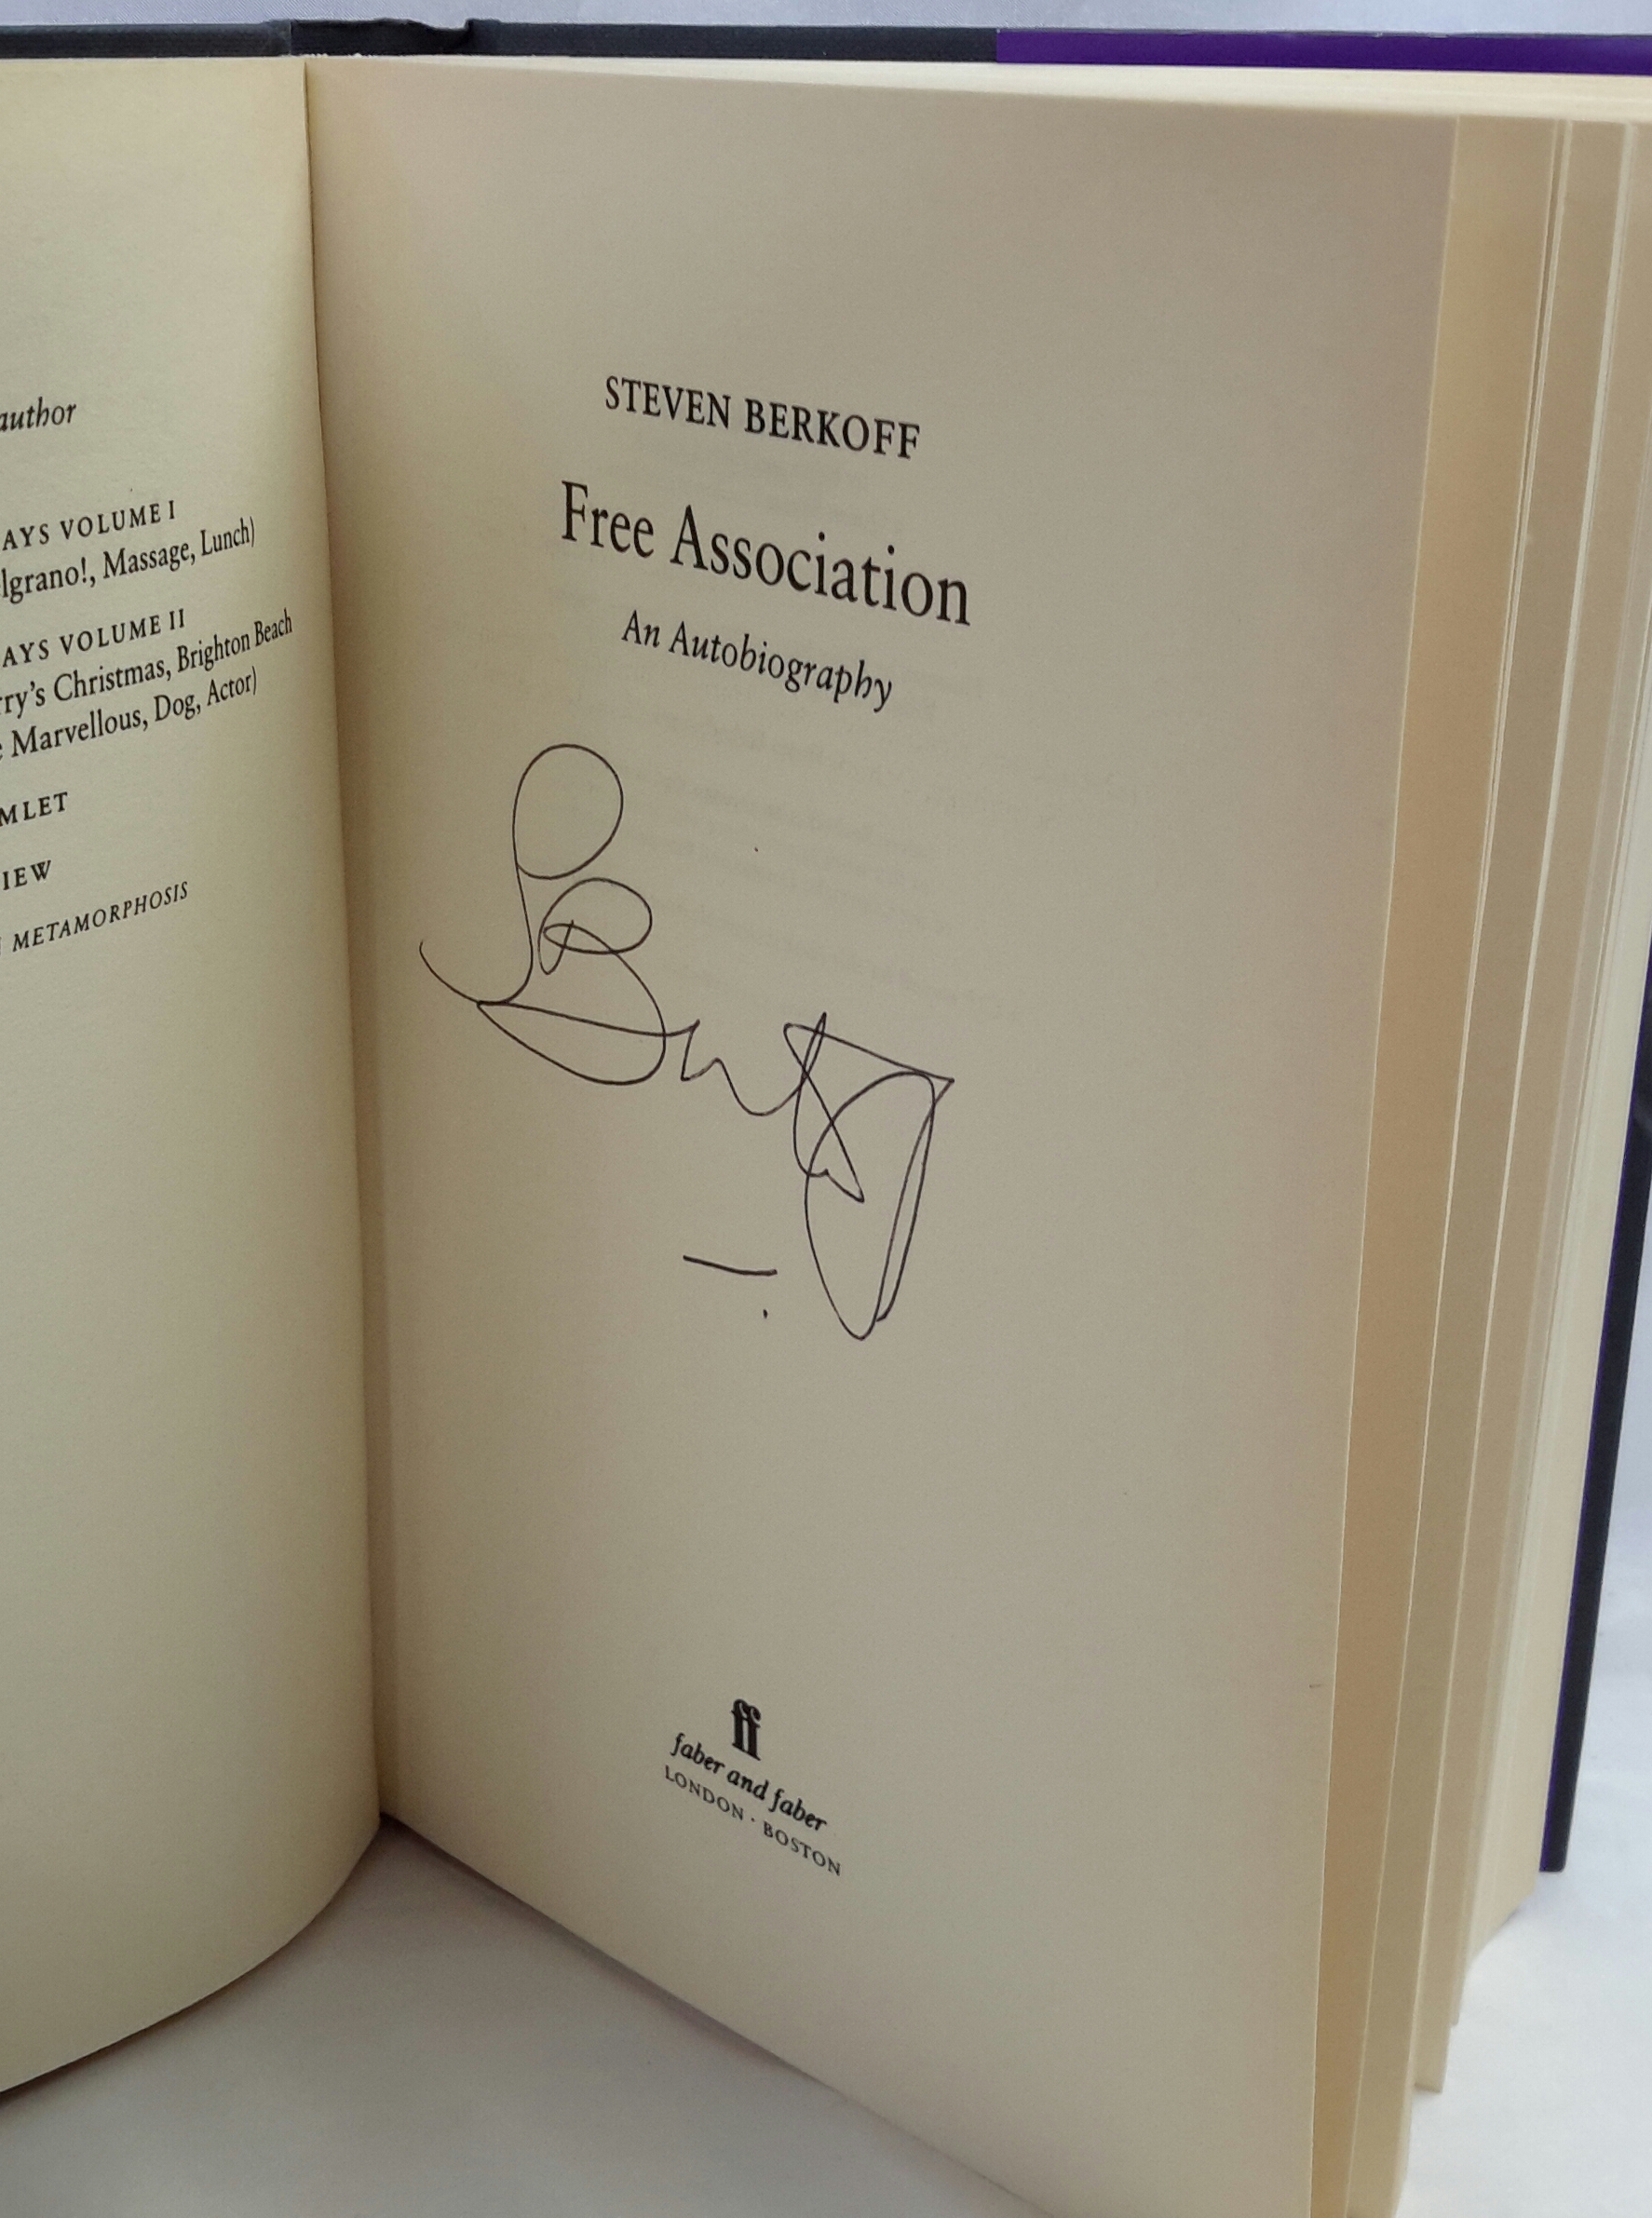 author
AYS VOLUME I
lgrano!, Massage, Lunch)
AYS VOLUME II
rry's Christmas, Brighton Beach
e Marvellous, Dog, Actor)
MLET
IEW
METAMORPHOSIS
STEVEN BERKOFF
Free Association
An Autobiography
ff
faber and faber
LONDON · BOSTON